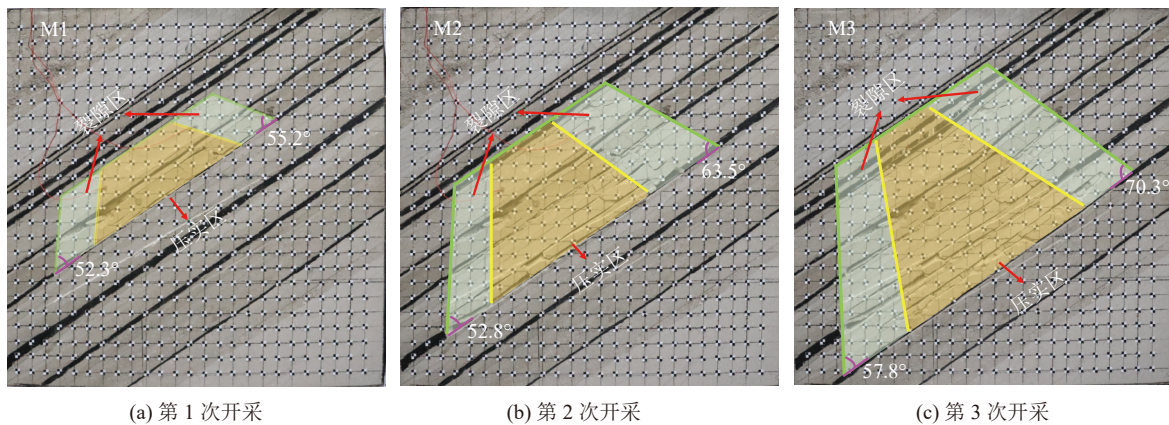 M1
裂隙区
55.2°
压实区
52.3°
M2
裂隙区
63.5°
压实区
52.8°
M3
裂隙区
70.3°
压实区
57.8°
(a) 第 1 次开采
(b) 第 2 次开采
(c) 第 3 次开采